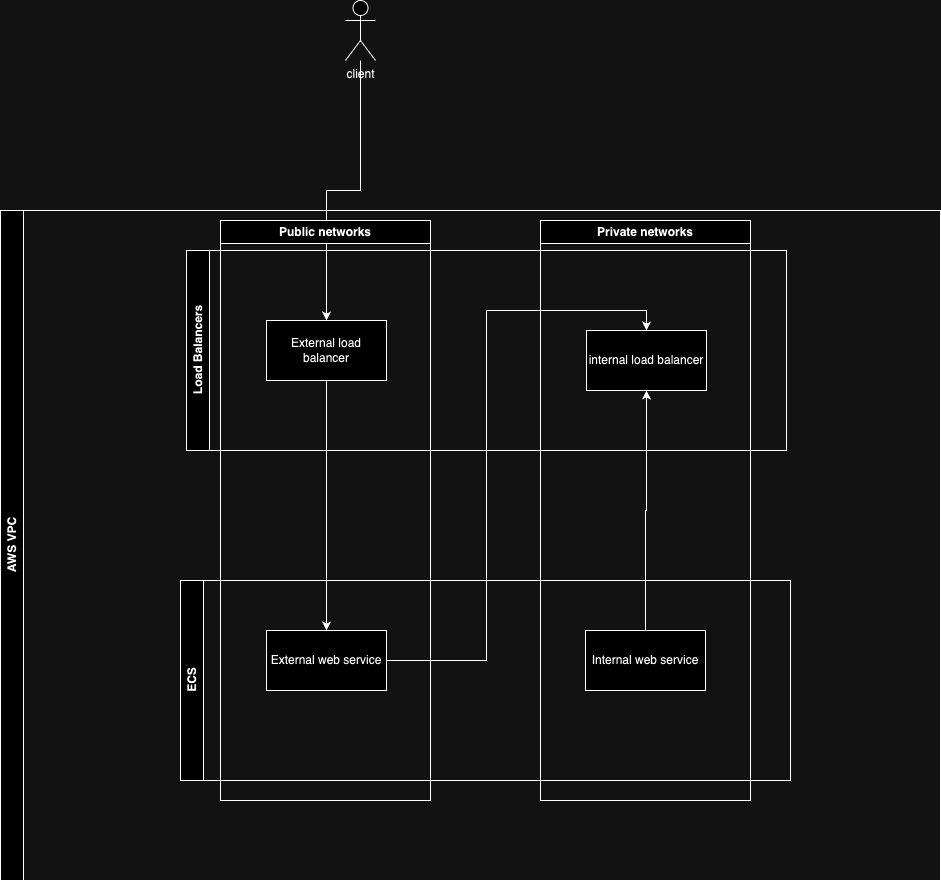 client
Public networks
Private networks
Load Balancers
External load
balancer
internal load balancer
AWS VPC
ECS
External web service
Internal web service